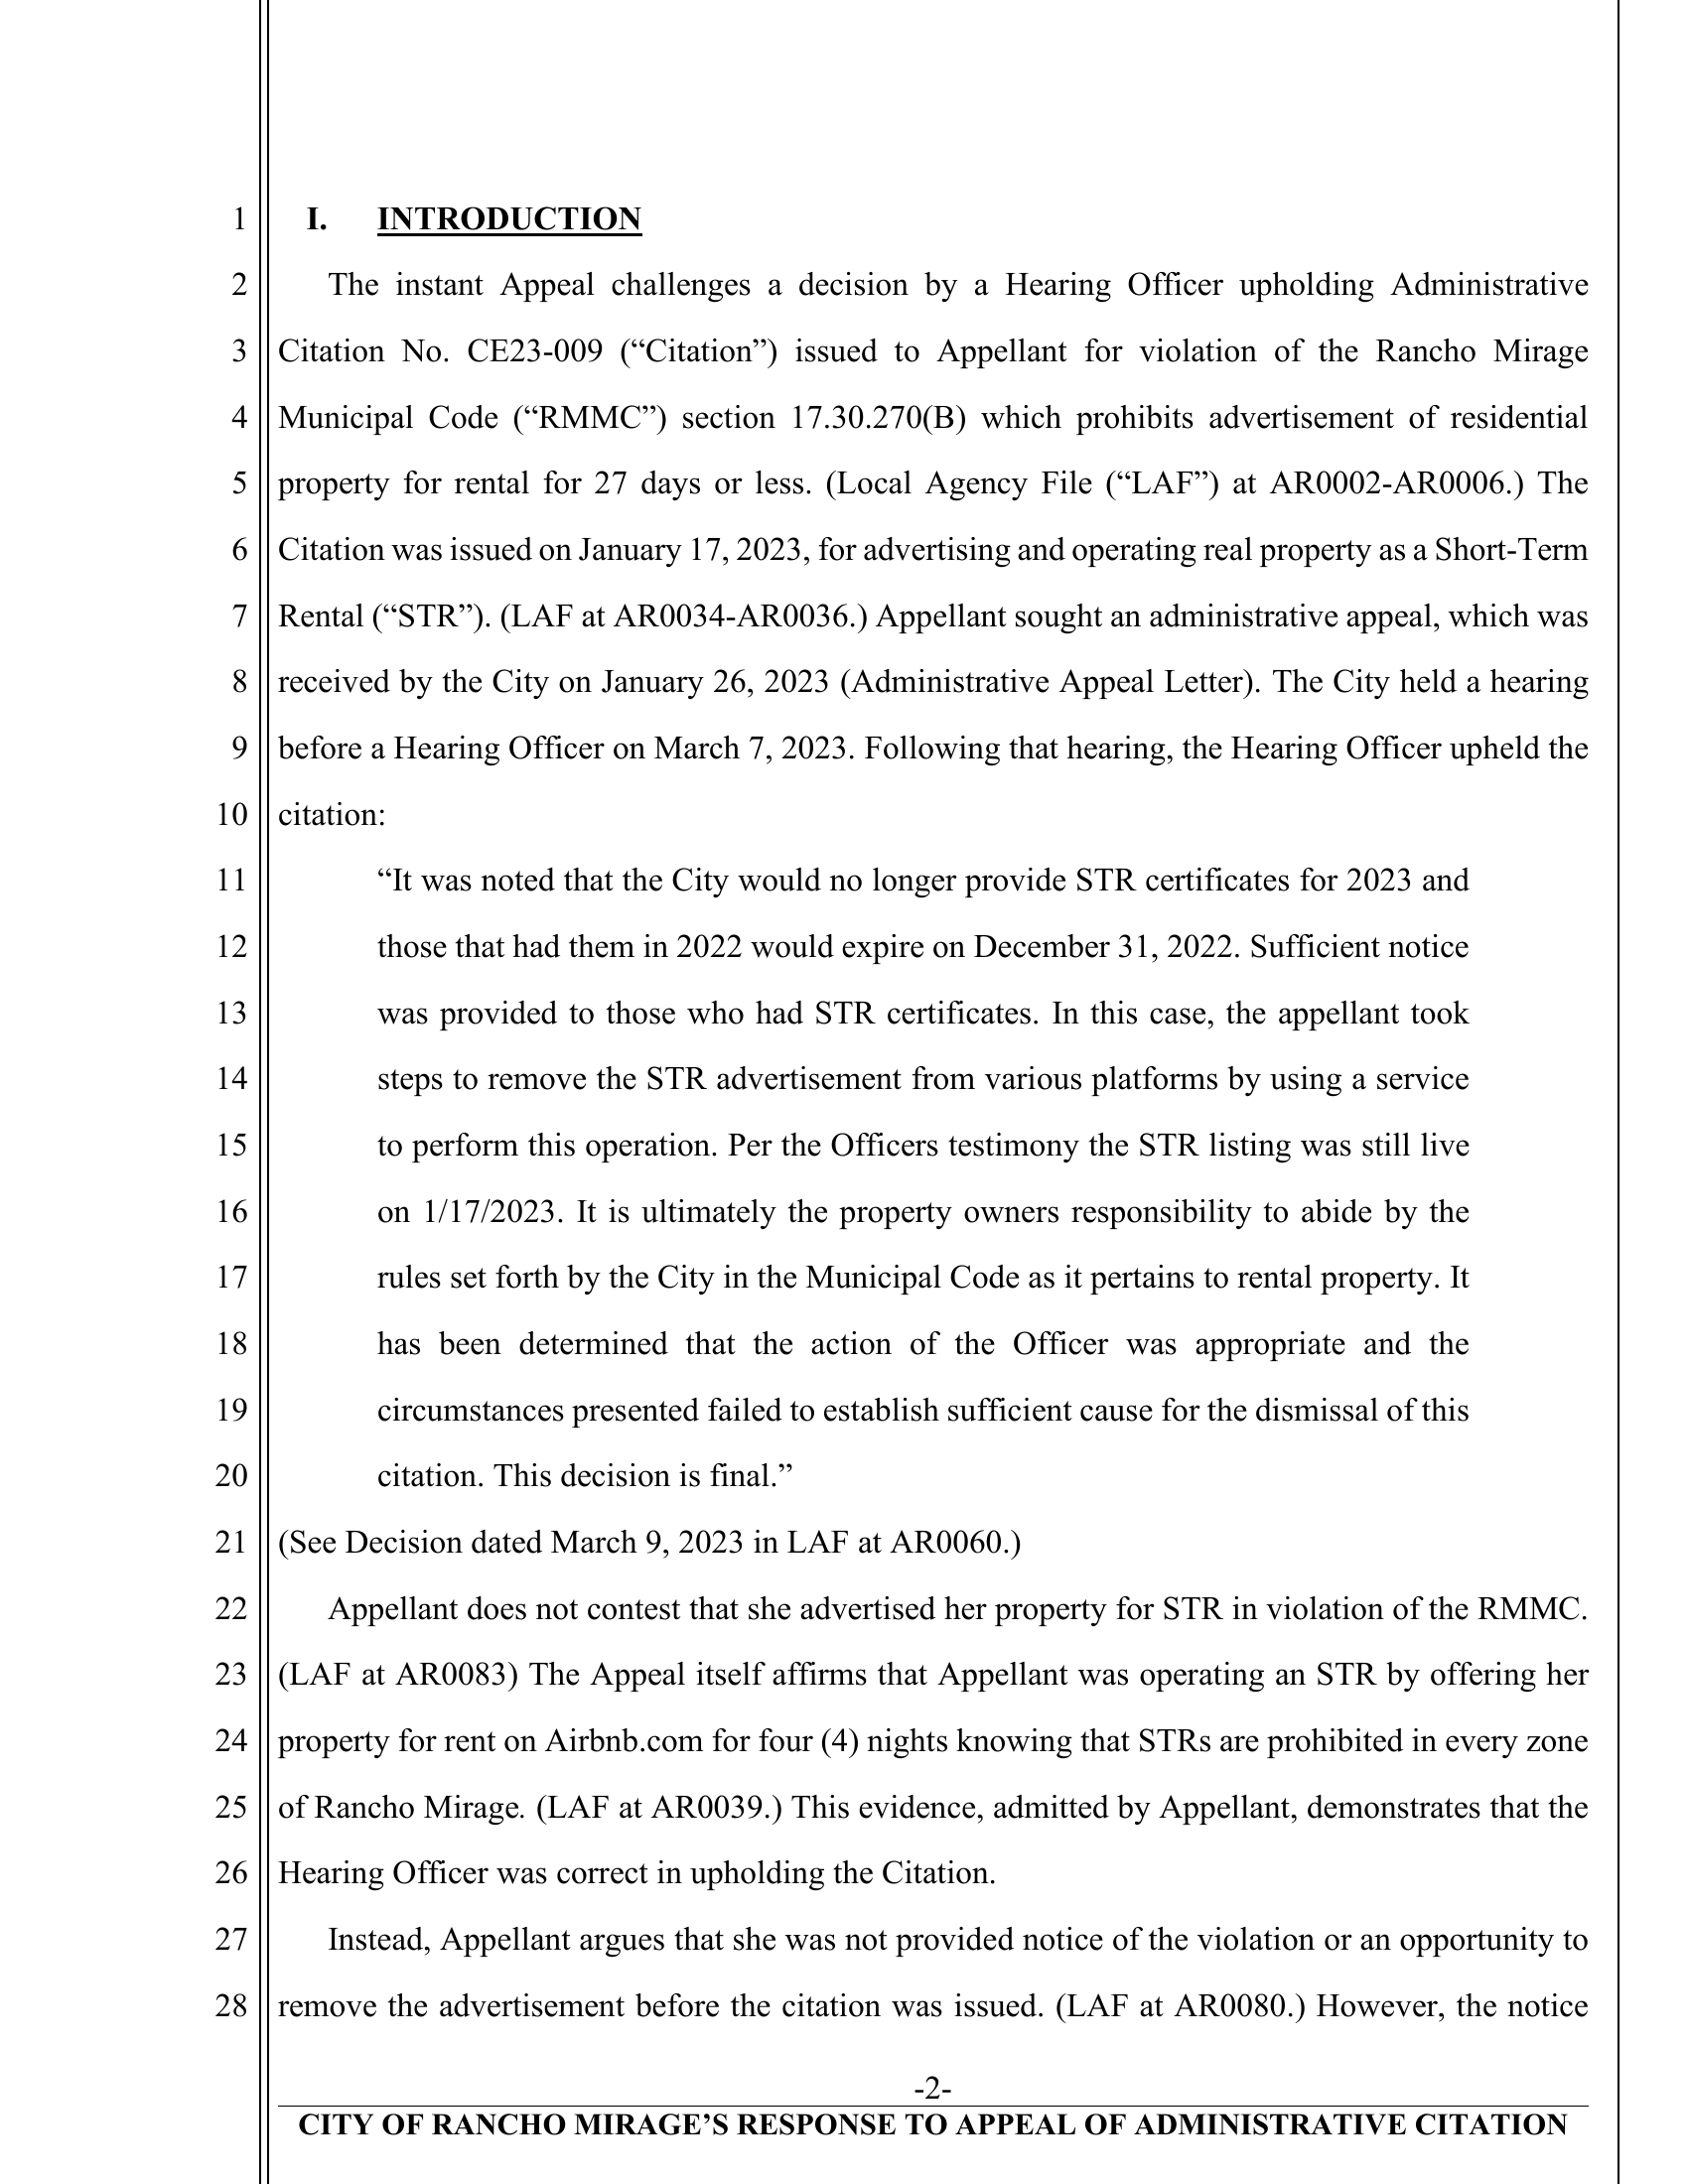 1 I. INTRODUCTION
2 The instant Appeal challenges a decision by a Hearing Officer upholding Administrative
3 Citation No. CE23-009 (“Citation”) issued to Appellant for violation of the Rancho Mirage
4 Municipal Code (“RMMC”) section 17.30.270(B) which prohibits advertisement of residential
5 property for rental for 27 days or less. (Local Agency File (“LAF”) at AR0002-AR0006.) The
6 Citation was issued on January 17, 2023, for advertising and operating real property as a Short-Term
7 Rental (“STR”). (LAF at AR0034-AR0036.) Appellant sought an administrative appeal, which was
8 received by the City on January 26, 2023 (Administrative Appeal Letter). The City held a hearing
9 before a Hearing Officer on March 7, 2023. Following that hearing, the Hearing Officer upheld the
10 citation:
11 “It was noted that the City would no longer provide STR certificates for 2023 and
12 those that had them in 2022 would expire on December 31, 2022. Sufficient notice
13 was provided to those who had STR certificates. In this case, the appellant took
14 steps to remove the STR advertisement from various platforms by using a service
15 to perform this operation. Per the Officers testimony the STR listing was still live
16 on 1/17/2023. It is ultimately the property owners responsibility to abide by the
17 rules set forth by the City in the Municipal Code as it pertains to rental property. It
18 has been determined that the action of the Officer was appropriate and the
19 circumstances presented failed to establish sufficient cause for the dismissal of this
20 citation. This decision is final.”
21 (See Decision dated March 9, 2023 in LAF at AR0060.)
22 Appellant does not contest that she advertised her property for STR in violation of the RMMC.
23 (LAF at AR0083) The Appeal itself affirms that Appellant was operating an STR by offering her
24 property for rent on Airbnb.com for four (4) nights knowing that STRs are prohibited in every zone
25 of Rancho Mirage. (LAF at AR0039.) This evidence, admitted by Appellant, demonstrates that the
26 Hearing Officer was correct in upholding the Citation.
27 Instead, Appellant argues that she was not provided notice of the violation or an opportunity to
28 remove the advertisement before the citation was issued. (LAF at AR0080.) However, the notice
-2-
CITY OF RANCHO MIRAGE’S RESPONSE TO APPEAL OF ADMINISTRATIVE CITATION